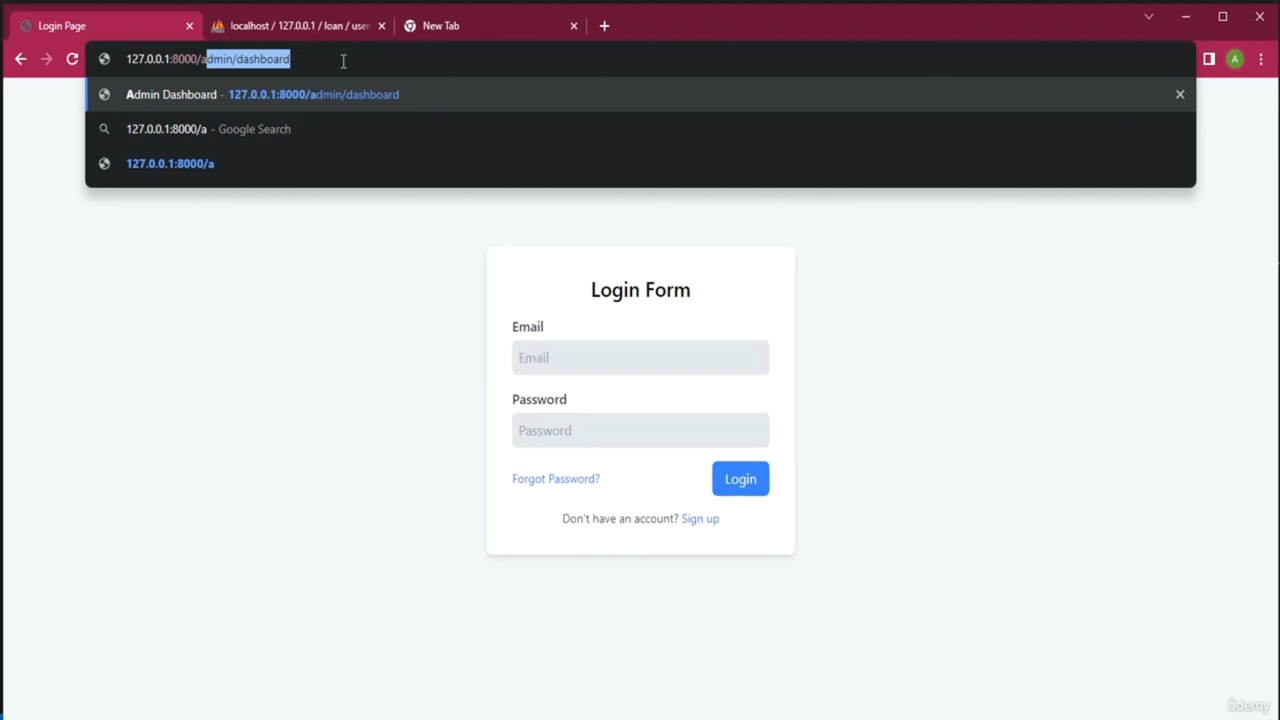 Login Page
localhost / 127.0.0.1 / loan / user
New Tab
127.0.0.1:8000/admin/dashboard
A
Admin Dashboard - 127.0.0.1:8000/admin/dashboard
127.0.0.1:8000/a - Google Search
127.0.0.1:8000/a
Login Form
Email
Email
Password
Password
Forgot Password?
Login
Don't have an account? Sign up
ûdemy